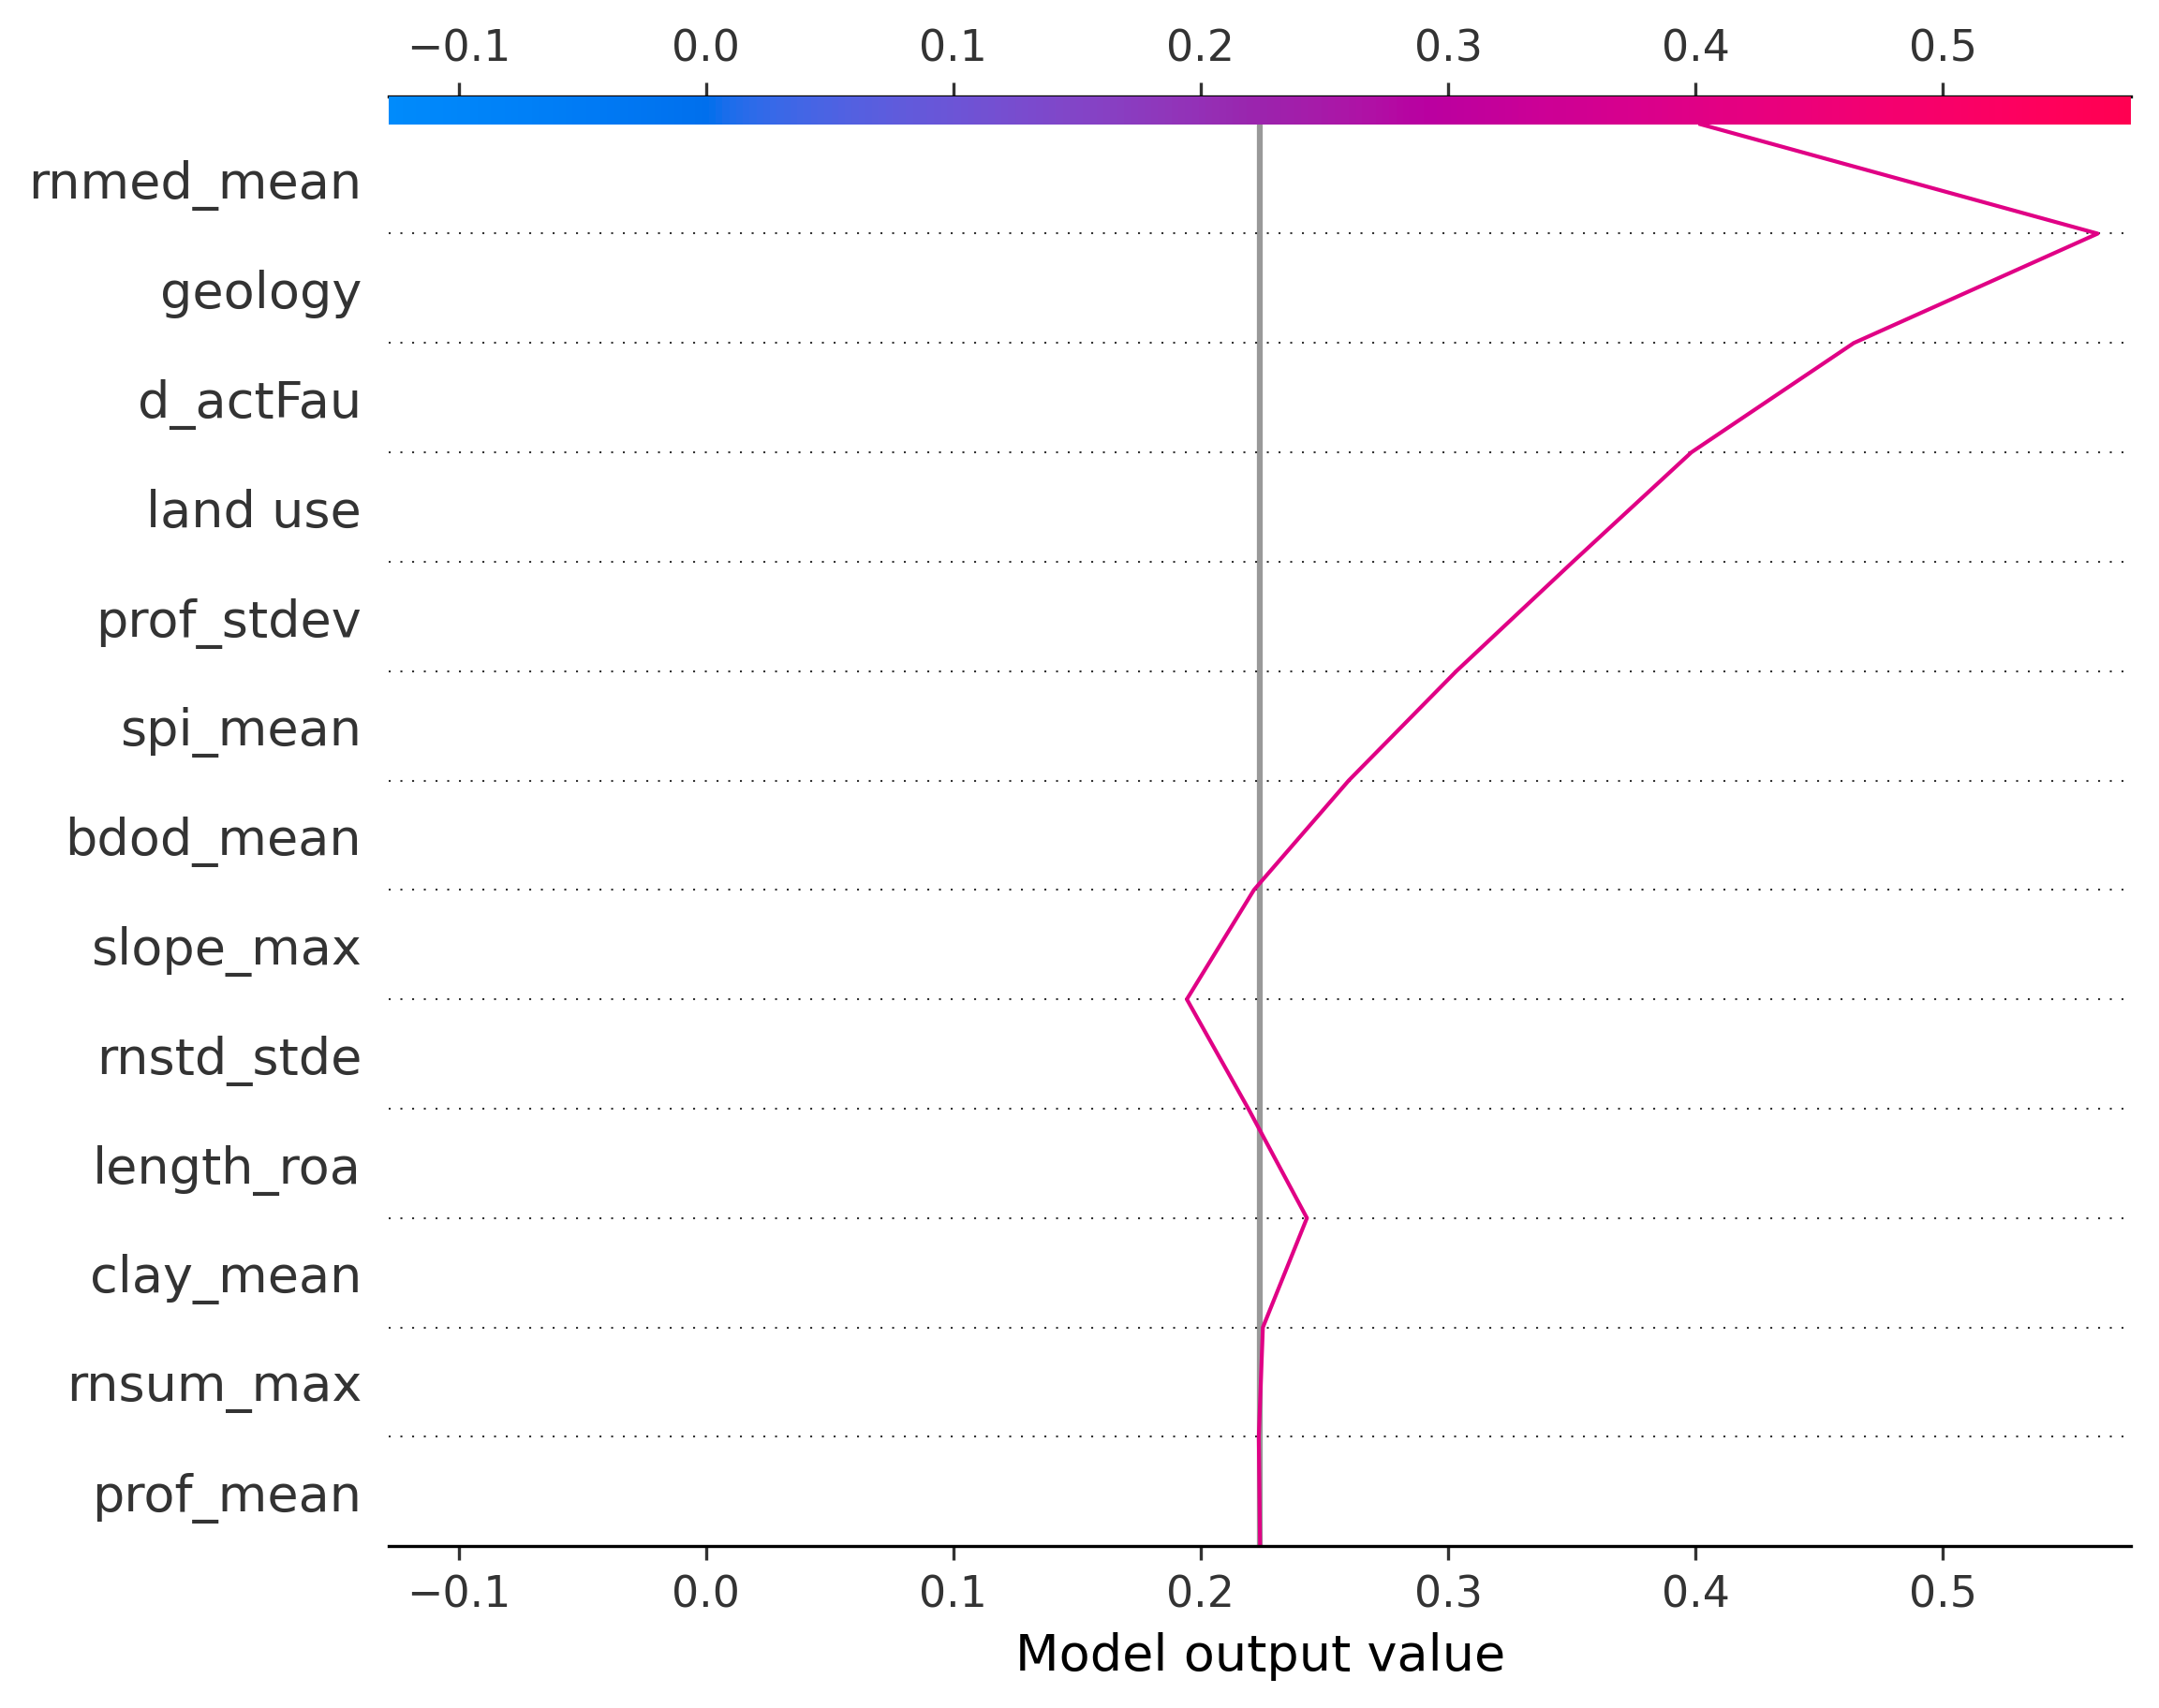 −0.1 0.0 0.1 0.2 0.3 0.4 0.5
rnmed_mean
geology
d_actFau
land use
prof_stdev
spi_mean
bdod_mean
slope_max
rnstd_stde
length_roa
clay_mean
rnsum_max
prof_mean
−0.1 0.0 0.1 0.2 0.3 0.4 0.5
Model output value